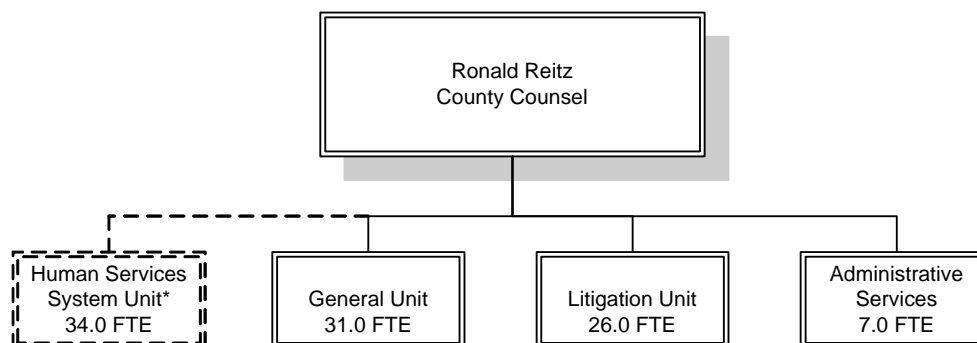 Ronald Reitz
County Counsel
Human Services
System Unit*
34.0 FTE
General Unit
31.0 FTE
Litigation Unit
26.0 FTE
Administrative
Services
7.0 FTE